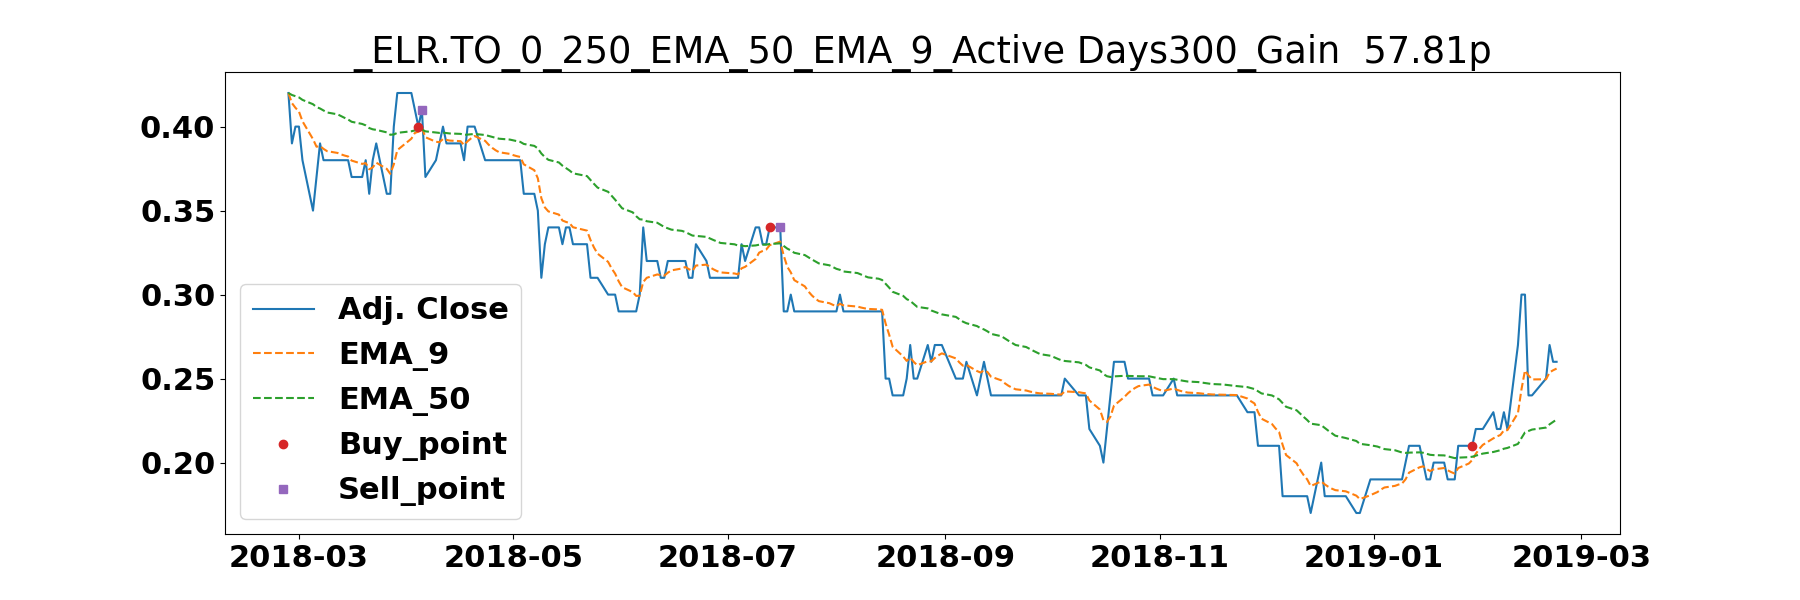 _ELR.TO_0_250_EMA_50_EMA_9_Active Days300_Gain  57.81p
0.40
0.35
0.30
0.25
0.20
Adj. Close
EMA_9
EMA_50
Buy_point
Sell_point
2018-03 2018-05 2018-07 2018-09 2018-11 2019-01 2019-03